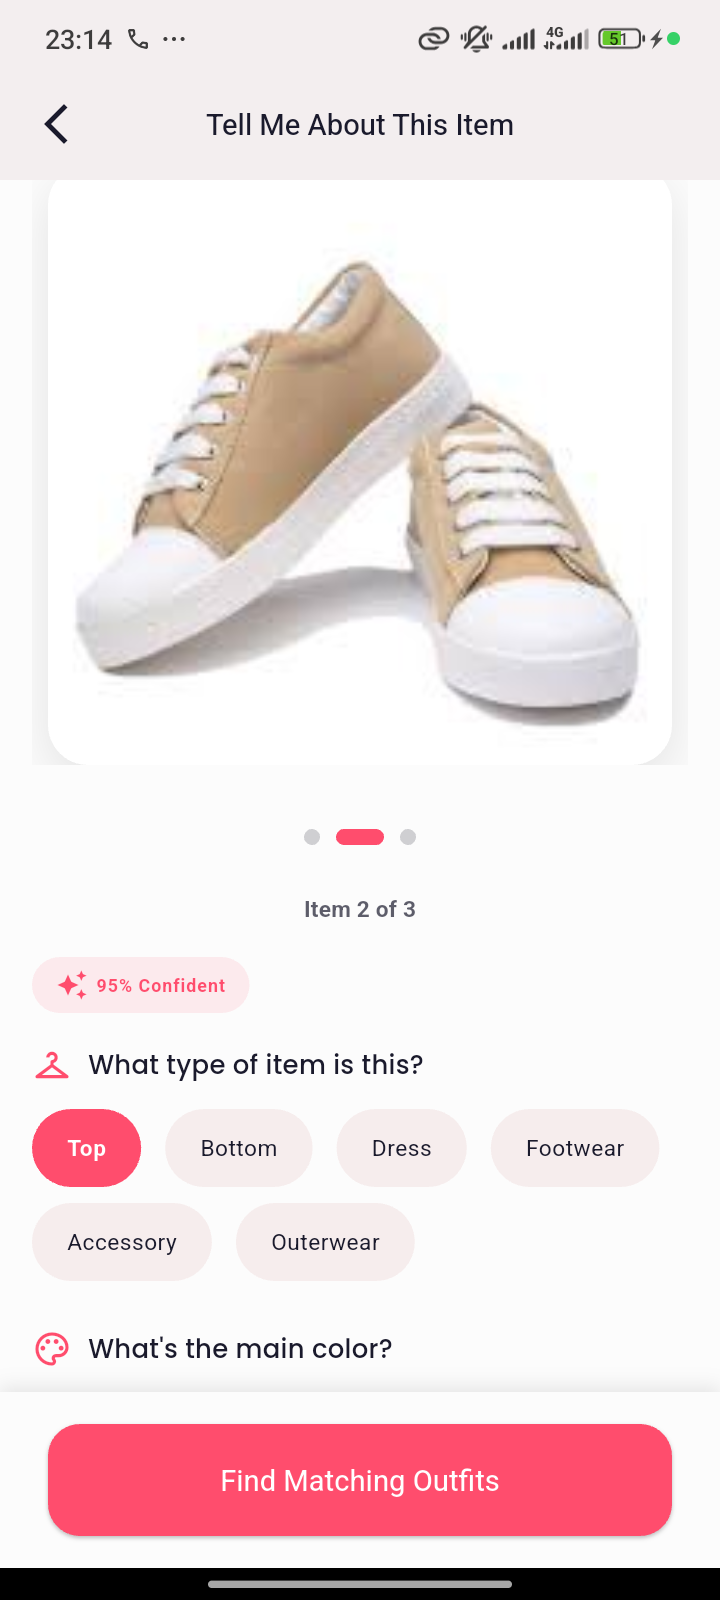 23:14
4G
51
Tell Me About This Item
Item 2 of 3
95% Confident
What type of item is this?
Top Bottom Dress Footwear
Accessory Outerwear
What's the main color?
Find Matching Outfits